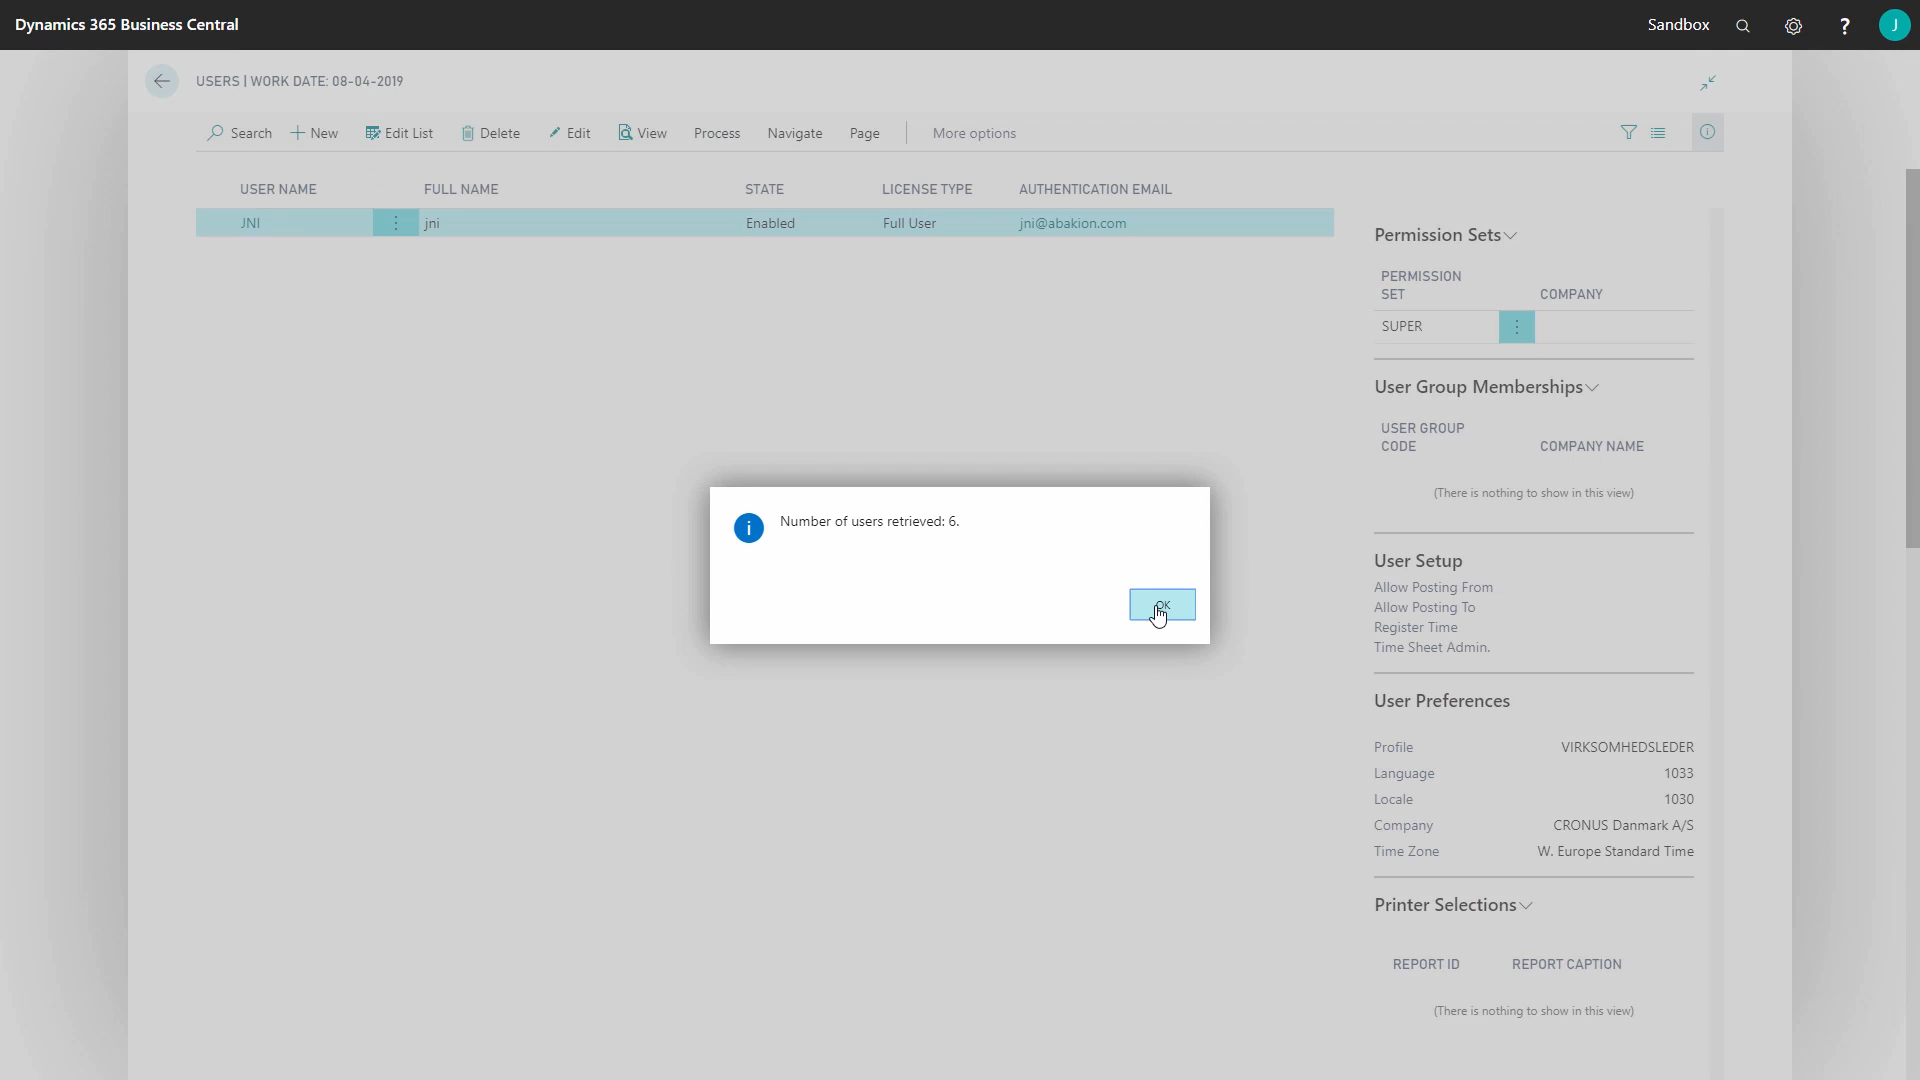 Dynamics 365 Business Central
Sandbox
?
J
USERS | WORK DATE: 08-04-2019
Search
New
Edit List
Delete
Edit
View
Process
Navigate
Page
More options
USER NAME
FULL NAME
STATE
LICENSE TYPE
AUTHENTICATION EMAIL
JNI
jni
Enabled
Full User
jni@abakion.com
Permission Sets
PERMISSION
SET
COMPANY
SUPER
User Group Memberships
USER GROUP
CODE
COMPANY NAME
(There is nothing to show in this view)
Number of users retrieved: 6.
OK
User Setup
Allow Posting From
Allow Posting To
Register Time
Time Sheet Admin.
User Preferences
Profile VIRKSOMHEDSLEDER
Language 1033
Locale 1030
Company CRONUS Danmark A/S
Time Zone W. Europe Standard Time
Printer Selections
REPORT ID
REPORT CAPTION
(There is nothing to show in this view)